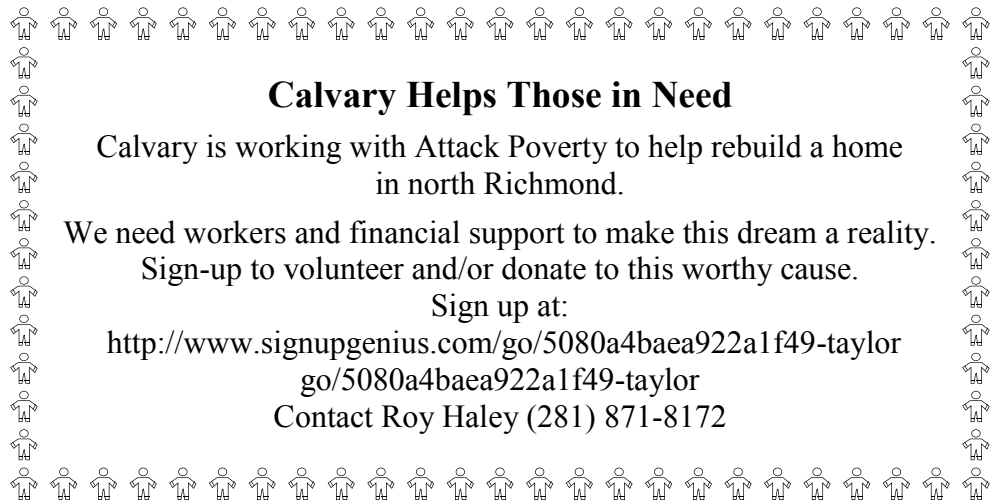 Calvary Helps Those in Need
Calvary is working with Attack Poverty to help rebuild a home
in north Richmond.
We need workers and financial support to make this dream a reality.
Sign-up to volunteer and/or donate to this worthy cause.
Sign up at:
http://www.signupgenius.com/go/5080a4baea922a1f49-taylor
go/5080a4baea922a1f49-taylor
Contact Roy Haley (281) 871-8172